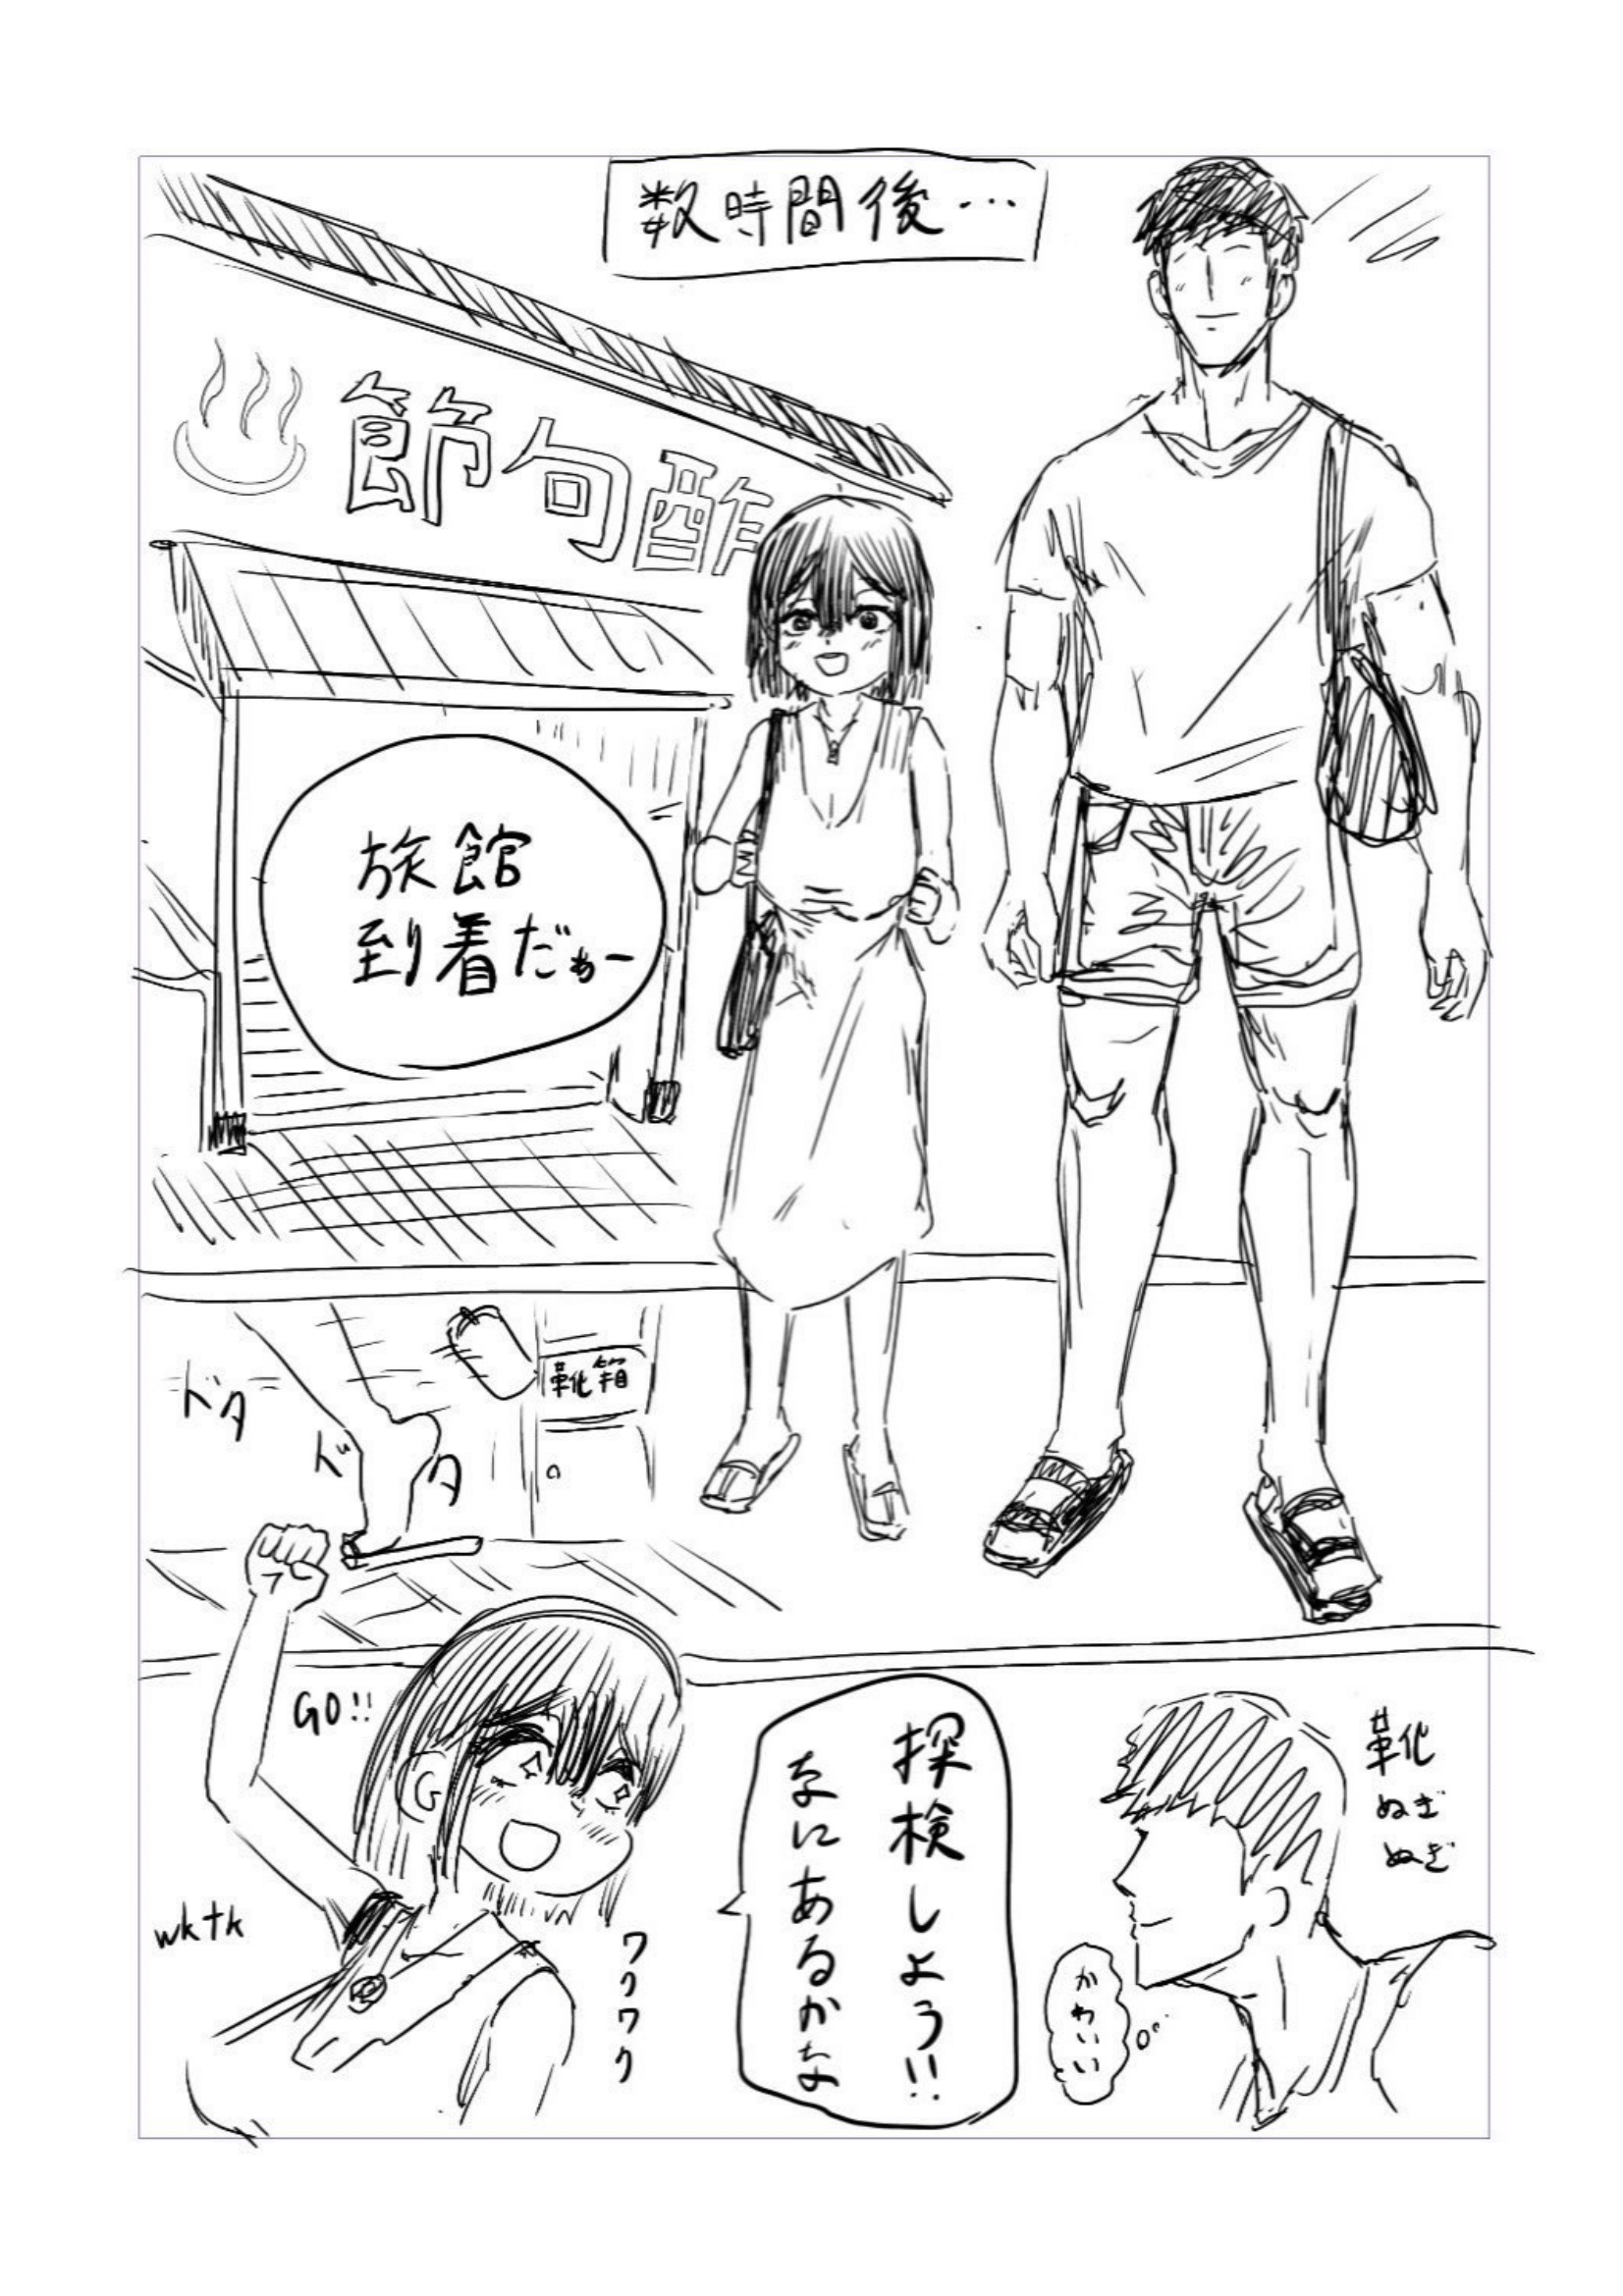 数時間後…
節句酢
旅館
到着だぁー
靴箱
ドタ
ドタ
靴
ぬぎ
ぬぎ
かわいい
探検しよう!!
なにあるかな
GO!!
wktk
ワクワク